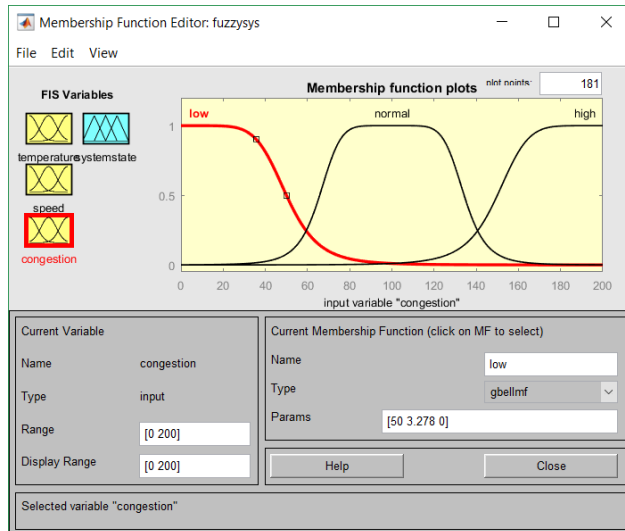 Membership Function Editor: fuzzysys
File Edit View
FIS Variables
temperature
systemstate
speed
congestion
Membership function plots
plot points:
181
low
normal
high
1
0.5
0
0 20 40 60 80 100 120 140 160 180 200
input variable "congestion"
Current Variable
Name congestion
Type input
Range [0 200]
Display Range [0 200]
Current Membership Function (click on MF to select)
Name low
Type gbellmf
Params [50 3.278 0]
Help Close
Selected variable "congestion"